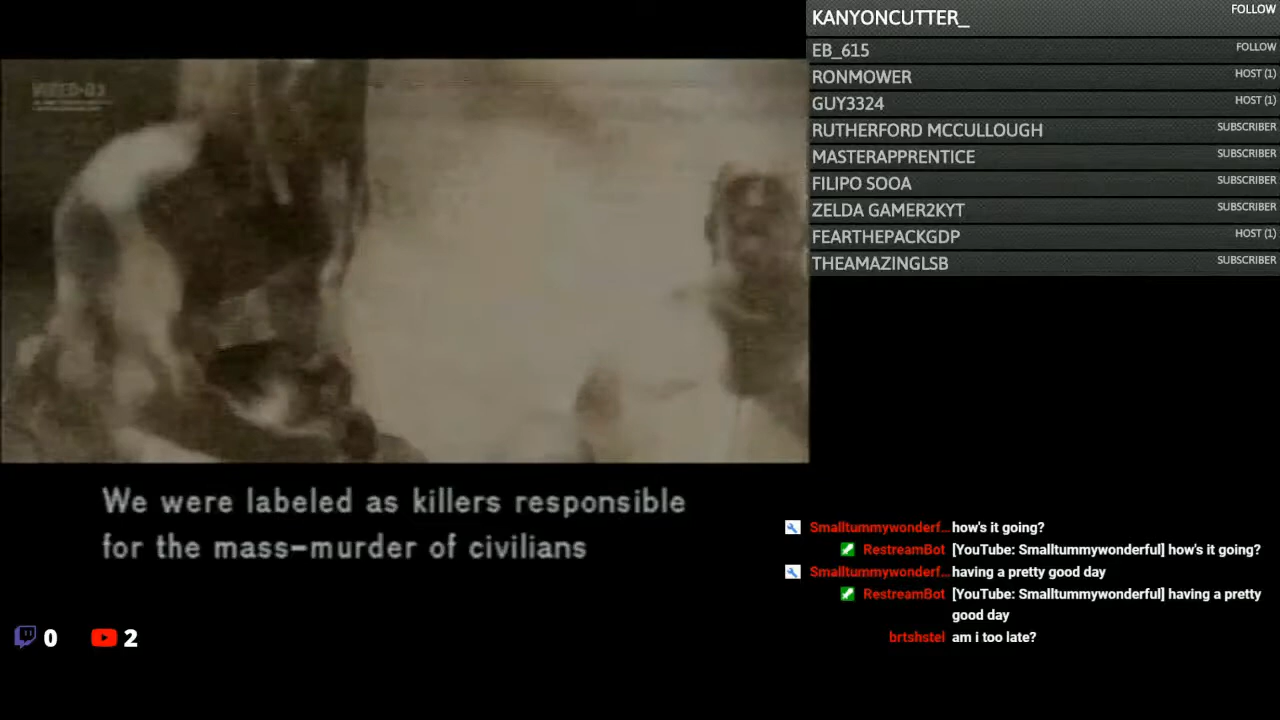 KANYONCUTTER_ FOLLOW
EB_615 FOLLOW
RONMOWER HOST (1)
GUY3324 HOST (1)
RUTHERFORD MCCULLOUGH SUBSCRIBER
MASTERAPPRENTICE SUBSCRIBER
FILIPO SOOA SUBSCRIBER
ZELDA GAMER2KYT SUBSCRIBER
FEARTHEPACKGDP HOST (1)
THEAMAZINGLSB SUBSCRIBER
We were labeled as killers responsible
for the mass-murder of civilians
Smalltummywonderf... how's it going?
RestreamBot [YouTube: Smalltummywonderful] how's it going?
Smalltummywonderf... having a pretty good day
RestreamBot [YouTube: Smalltummywonderful] having a pretty
good day
brtshstel am i too late?
0 2